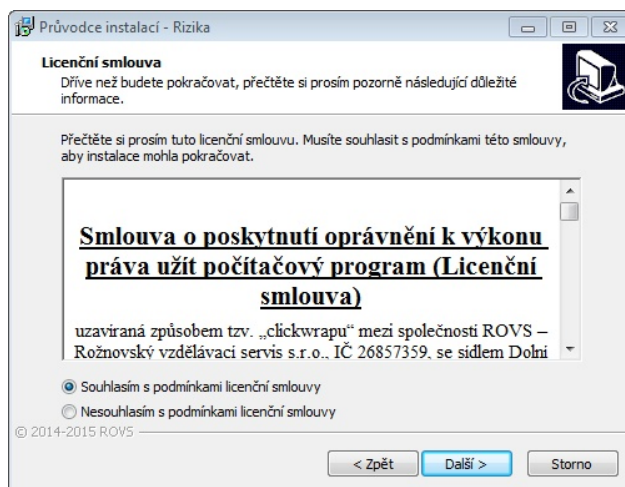 Průvodce instalací - Rizika
Licenční smlouva
Dříve než budete pokračovat, přečtěte si prosím pozorně následující důležité
informace.
Přečtěte si prosím tuto licenční smlouvu. Musíte souhlasit s podmínkami této smlouvy,
aby instalace mohla pokračovat.
Smlouva o poskytnutí oprávnění k výkonu
práva užít počítačový program (Licenční
smlouva)
uzavíraná způsobem tzv. „clickwrapu“ mezi společností ROVS –
Rožnovský vzdělávací servis s.r.o., IČ 26857359, se sídlem Dolní
Souhlasím s podmínkami licenční smlouvy
Nesouhlasím s podmínkami licenční smlouvy
© 2014-2015 ROVS
< Zpět
Další >
Storno